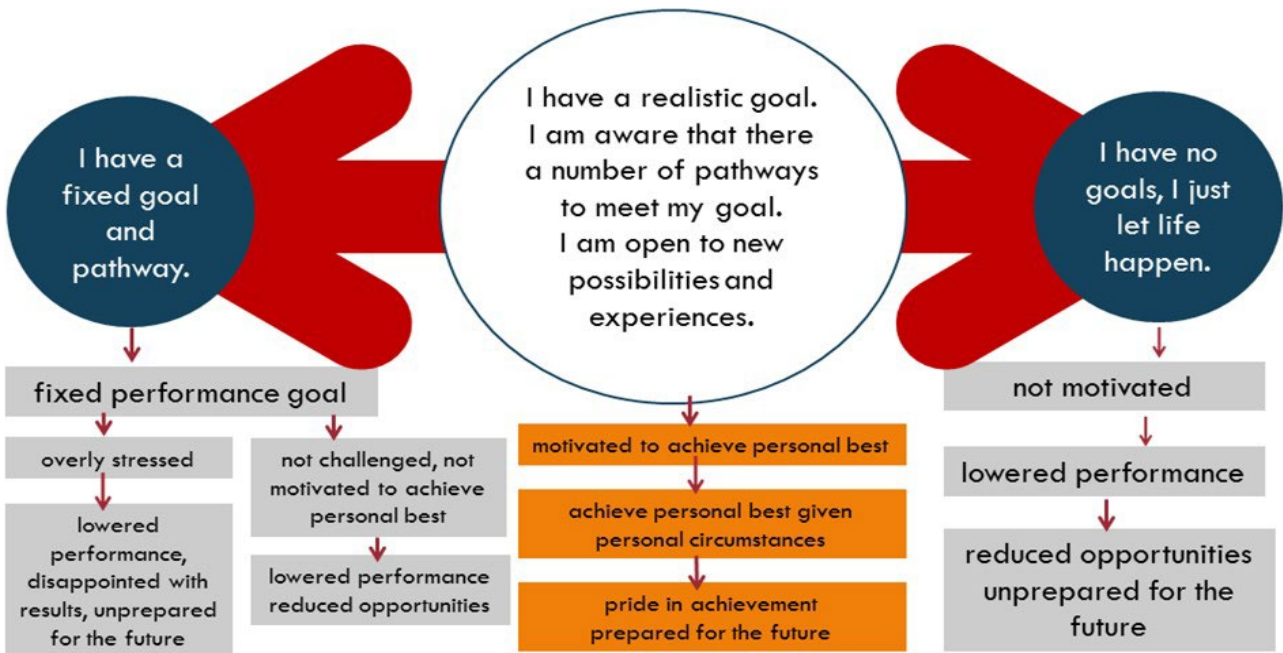 I have a
fixed goal
and
pathway.
fixed performance goal
overly stressed
lowered
performance,
disappointed with
results, unprepared
for the future
not challenged, not
motivated to achieve
personal best
lowered performance
reduced opportunities
I have a realistic goal.
I am aware that there
a number of pathways
to meet my goal.
I am open to new
possibilities and
experiences.
motivated to achieve personal best
achieve personal best given
personal circumstances
pride in achievement
prepared for the future
I have no
goals, I just
let life
happen.
not motivated
lowered performance
reduced opportunities
unprepared for the
future